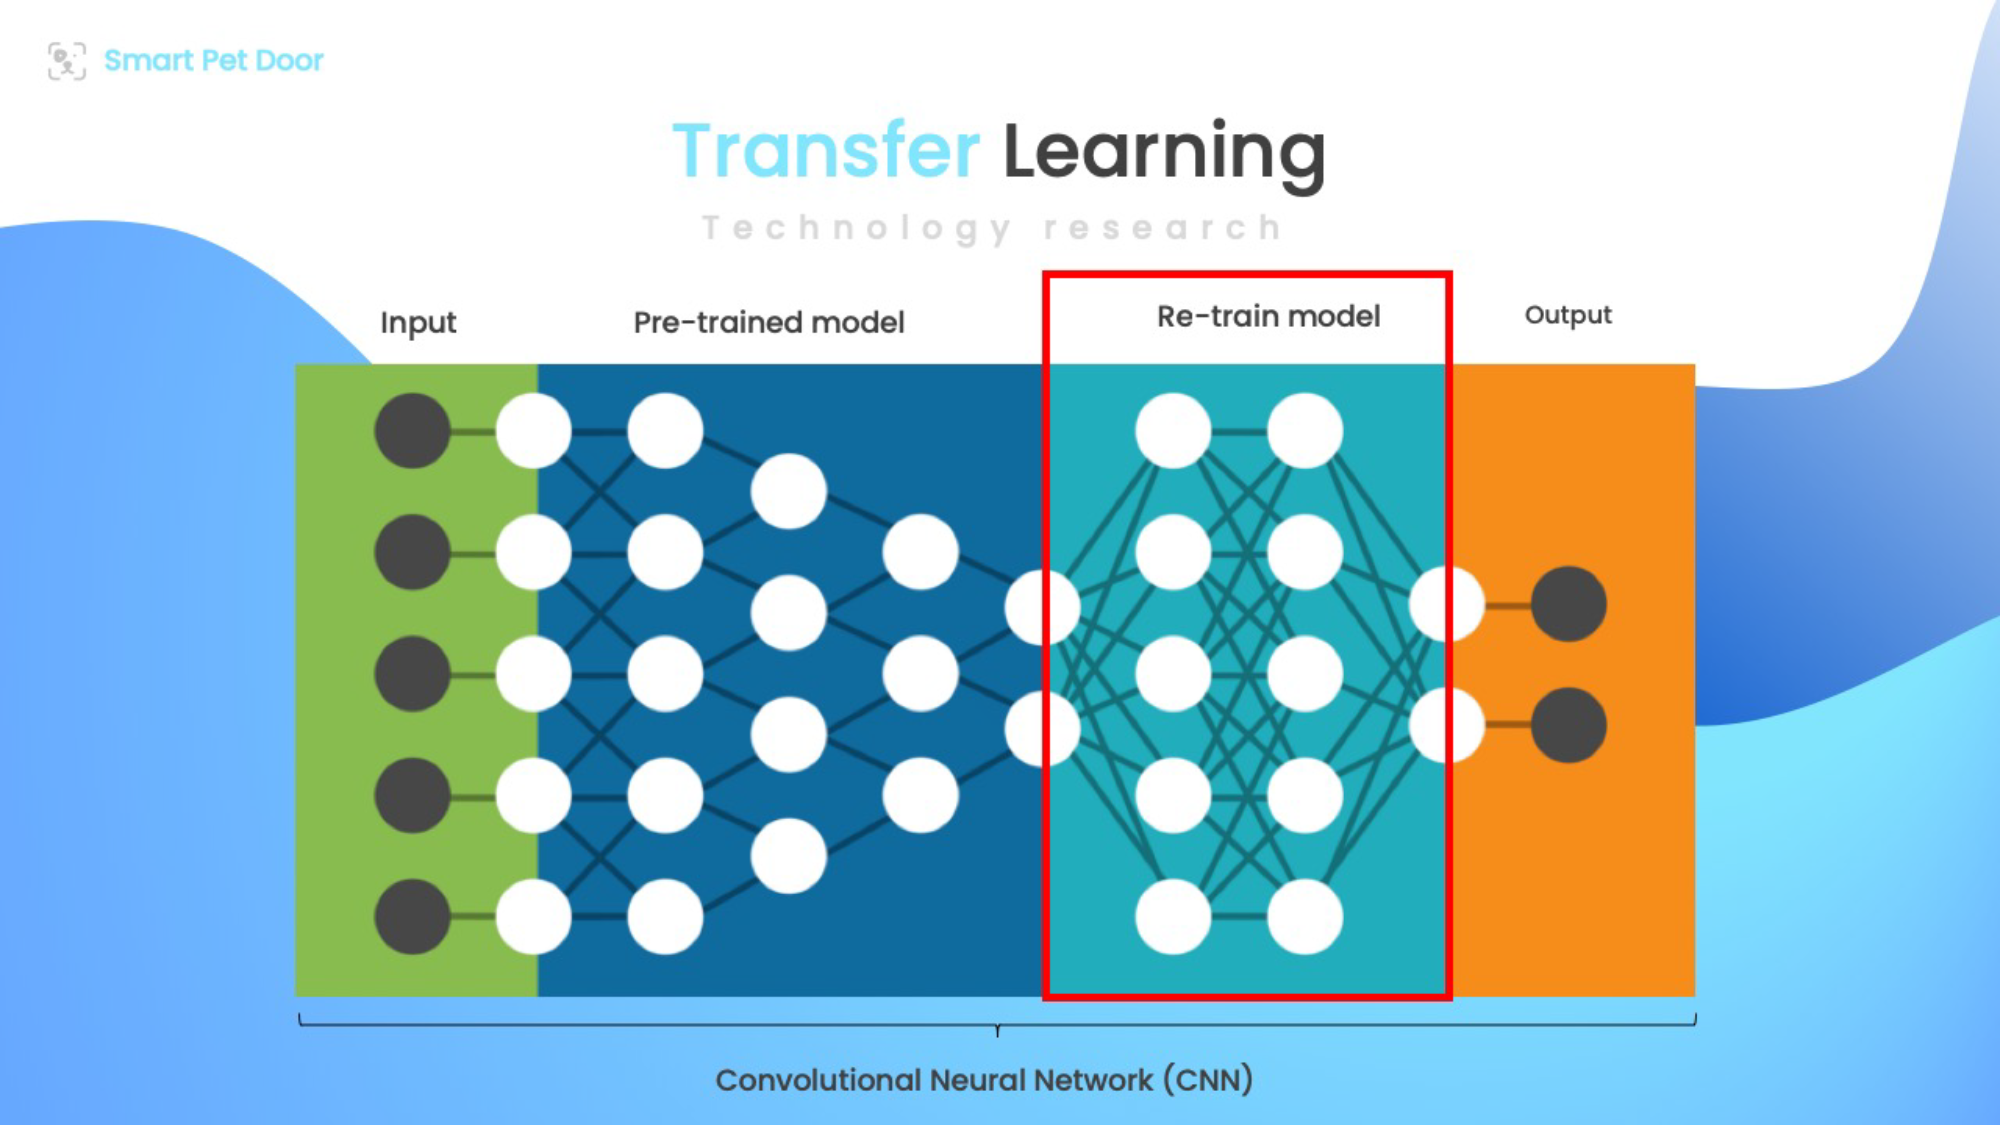 Smart Pet Door
Transfer Learning
Technology research
Input
Pre-trained model
Re-train model
Output
Convolutional Neural Network (CNN)